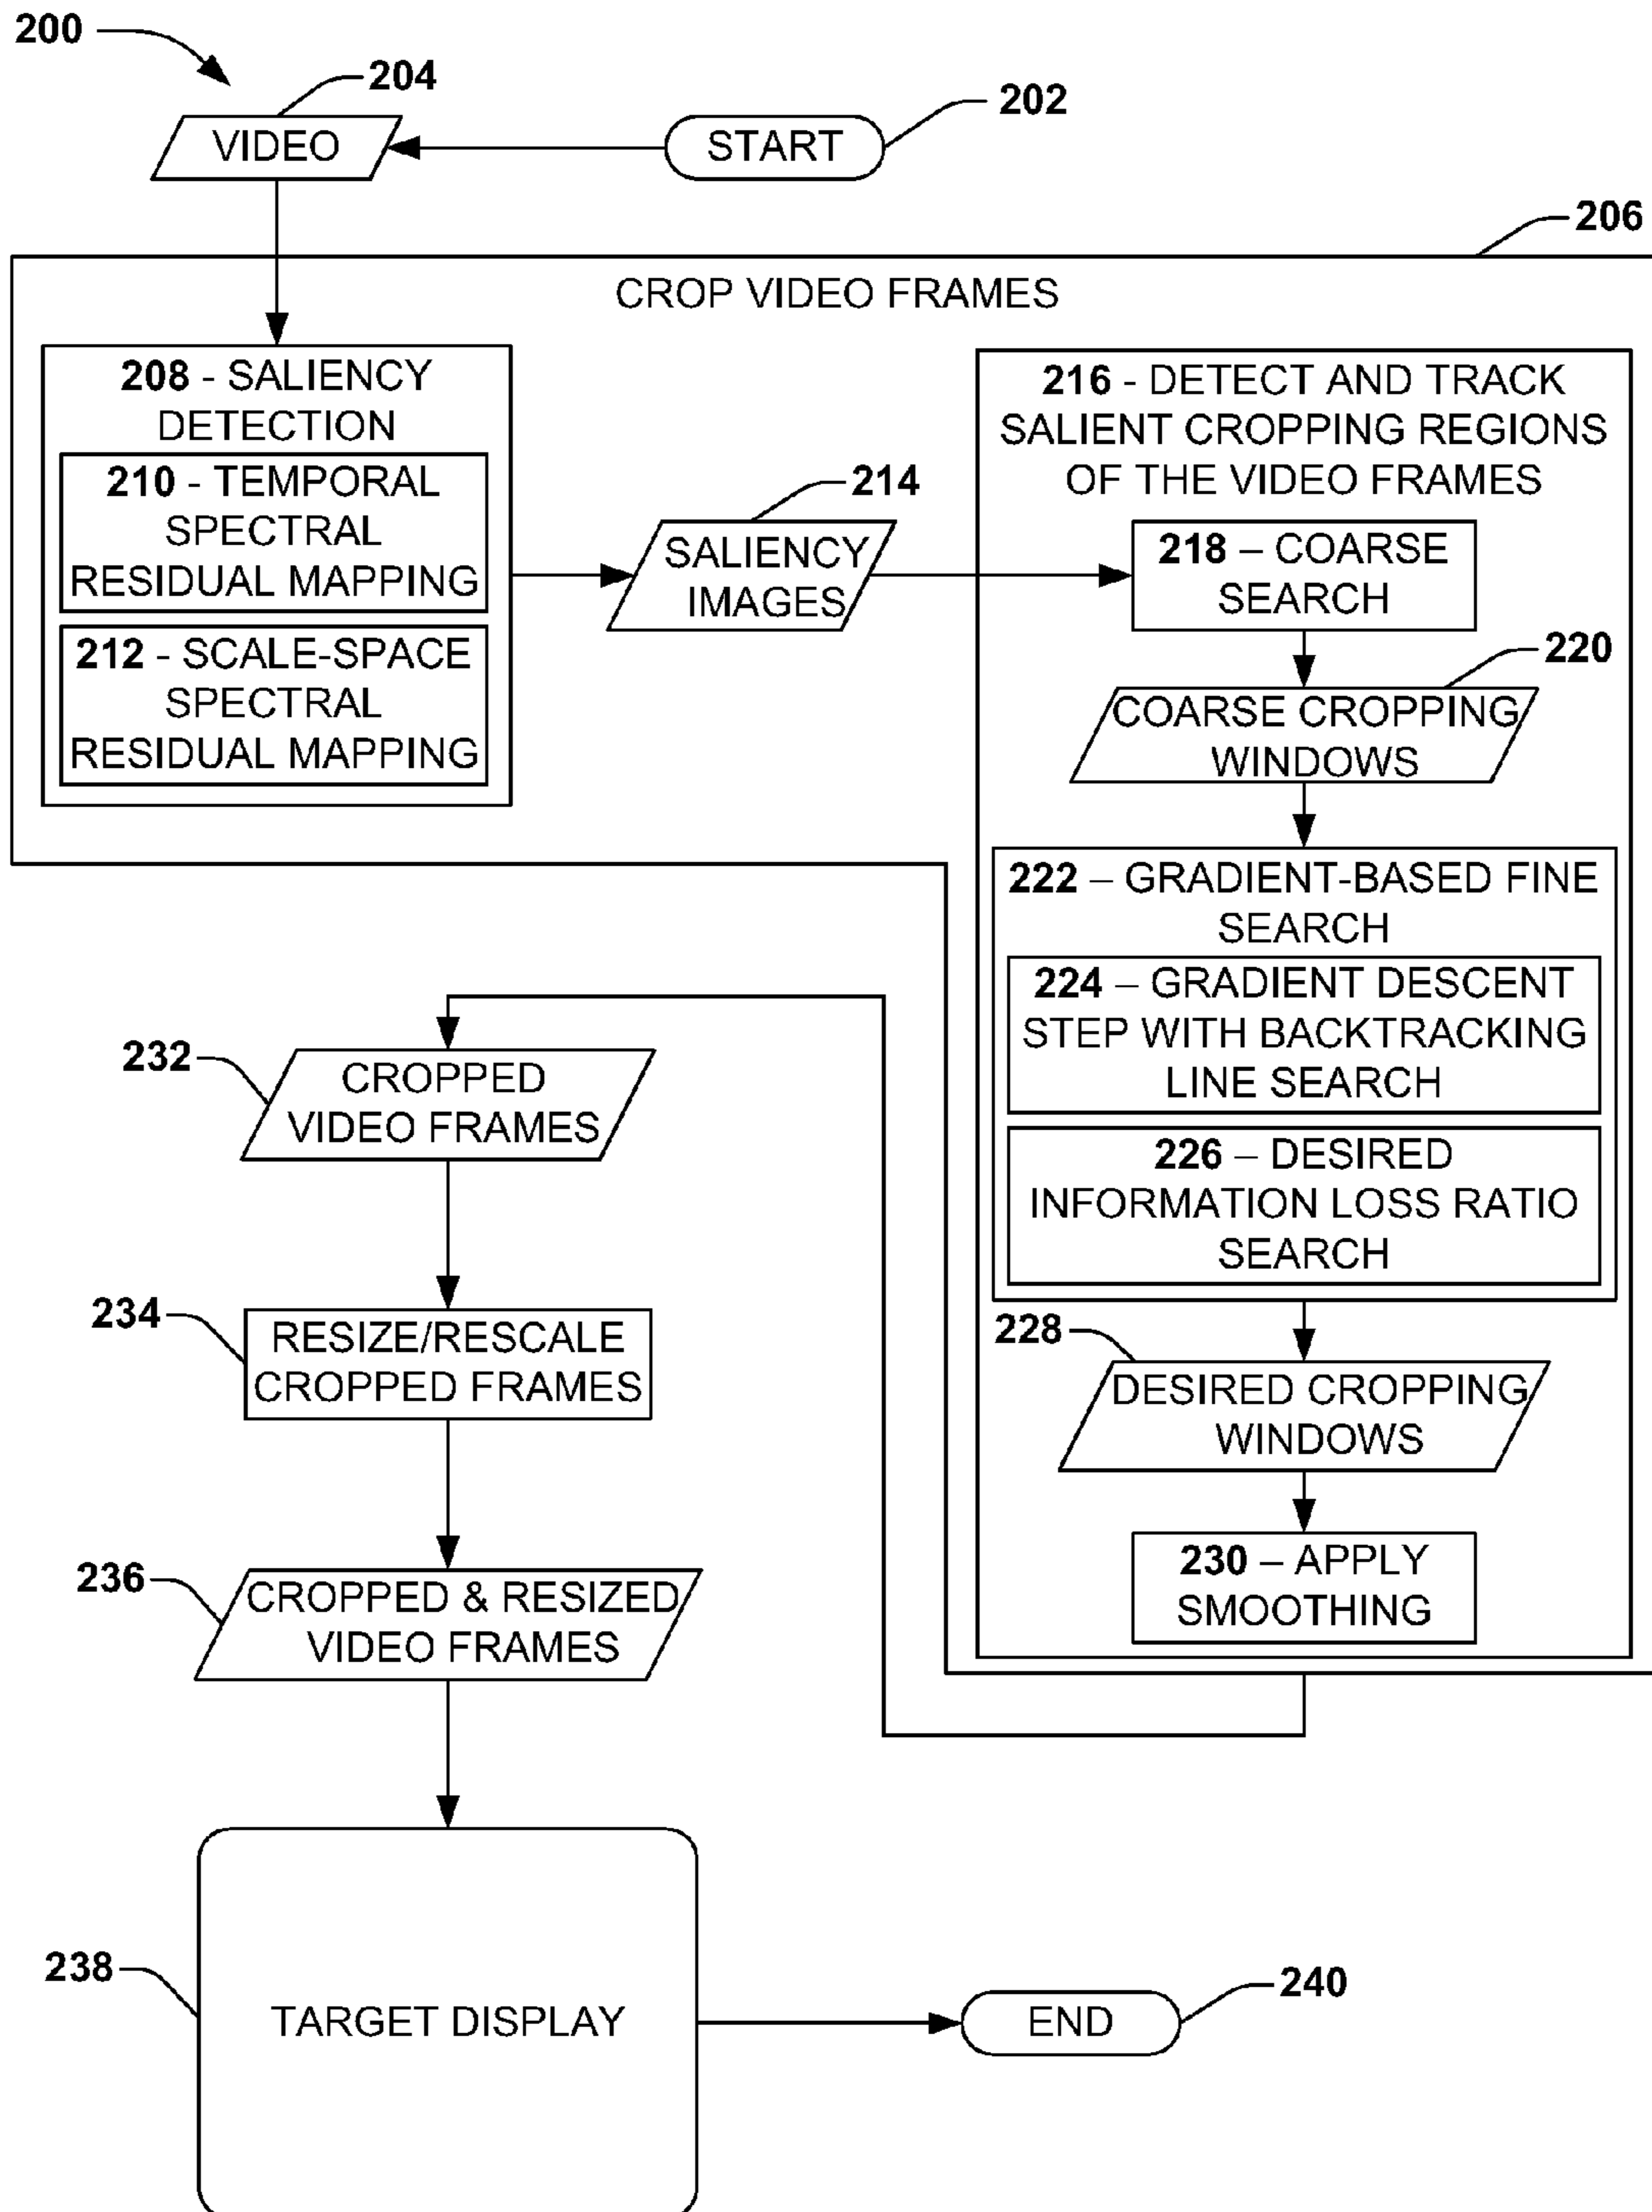 200
204
202
VIDEO
START
206
CROP VIDEO FRAMES
208 - SALIENCY
DETECTION
210 - TEMPORAL
SPECTRAL
RESIDUAL MAPPING
212 - SCALE-SPACE
SPECTRAL
RESIDUAL MAPPING
214
SALIENCY
IMAGES
216 - DETECT AND TRACK
SALIENT CROPPING REGIONS
OF THE VIDEO FRAMES
218 – COARSE
SEARCH
220
COARSE CROPPING
WINDOWS
222 – GRADIENT-BASED FINE
SEARCH
224 – GRADIENT DESCENT
STEP WITH BACKTRACKING
LINE SEARCH
226 – DESIRED
INFORMATION LOSS RATIO
SEARCH
228
DESIRED CROPPING
WINDOWS
230 – APPLY
SMOOTHING
232
CROPPED
VIDEO FRAMES
234
RESIZE/RESCALE
CROPPED FRAMES
236
CROPPED & RESIZED
VIDEO FRAMES
238
TARGET DISPLAY
240
END